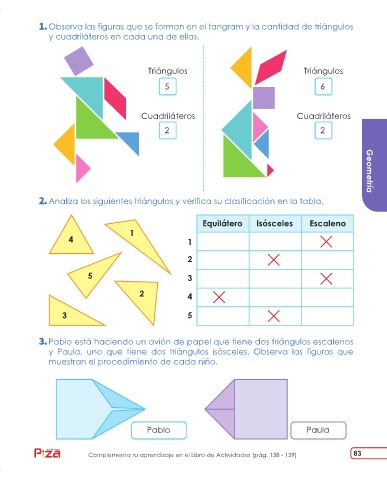 1. Observa las figuras que se forman en el tangram y la cantidad de triángulos
y cuadriláteros en cada una de ellas.
Triángulos
5
Cuadriláteros
2
Triángulos
6
Cuadriláteros
2
Geometría
2. Analiza los siguientes triángulos y verifica su clasificación en la tabla.
4
1
5
2
3
Equilátero Isósceles Escaleno
1
2
3
4
5
3. Pablo está haciendo un avión de papel que tiene dos triángulos escalenos
y Paula, uno que tiene dos triángulos isósceles. Observa las figuras que
muestran el procedimiento de cada niño.
Pablo
Paula
Piza
Complementa tu aprendizaje en el Libro de Actividades (pág. 138 - 139)
83